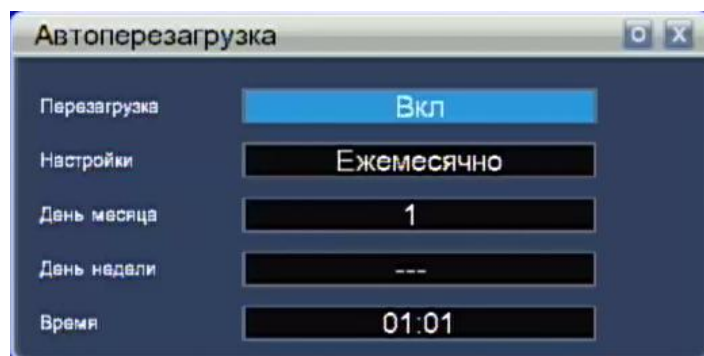 Автоперезагрузка O X
Перезагрузка Вкл
Настройки Ежемесячно
День месяца 1
День недели ---
Время 01:01